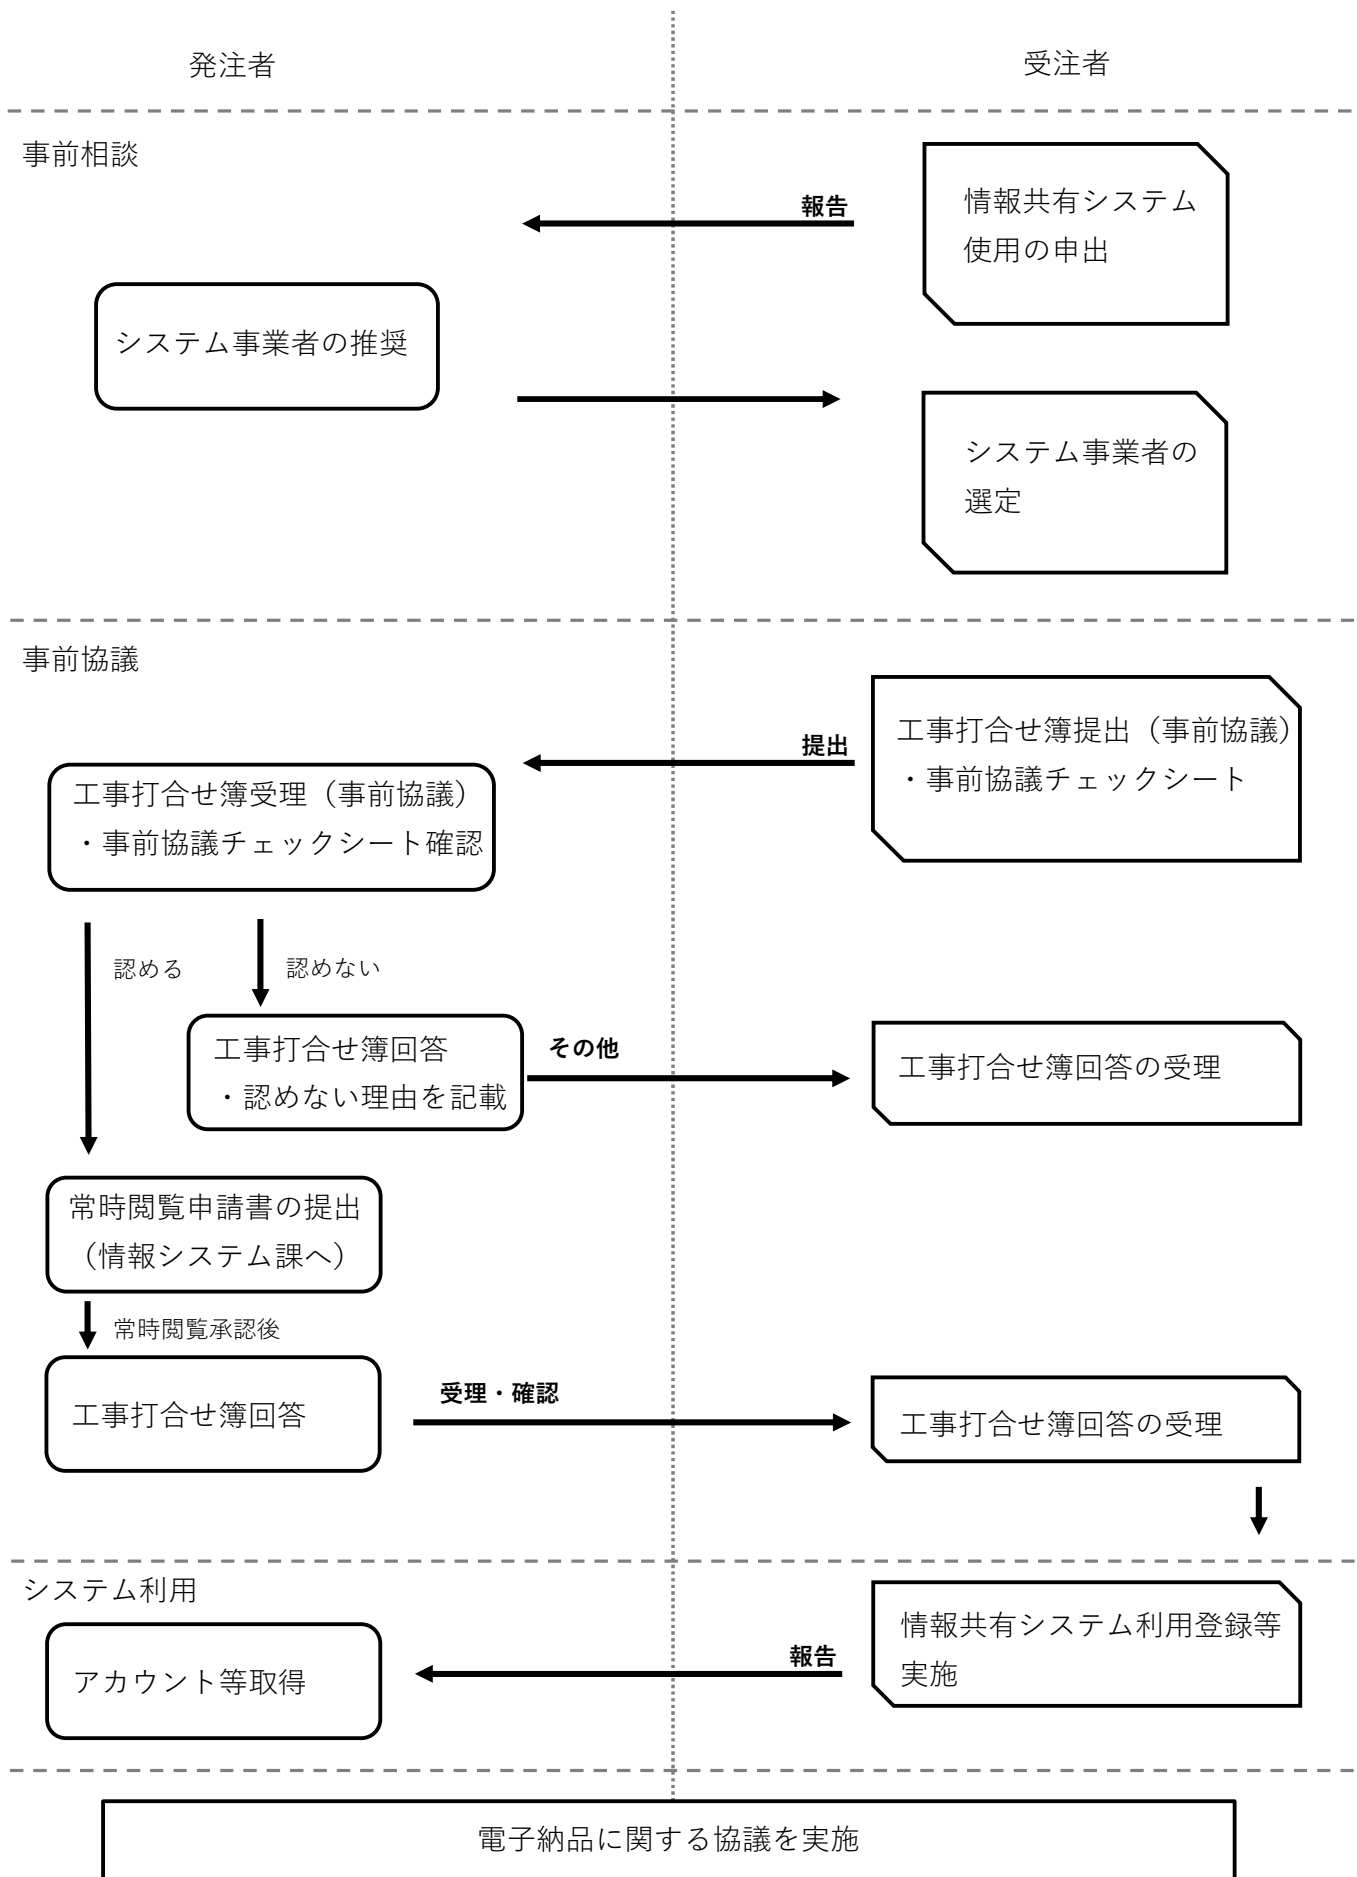 発注者
受注者
事前相談
報告
情報共有システム
使用の申出
システム事業者の推奨
システム事業者の
選定
事前協議
提出
工事打合せ簿提出（事前協議）
・事前協議チェックシート
工事打合せ簿受理（事前協議）
・事前協議チェックシート確認
認める
認めない
工事打合せ簿回答
・認めない理由を記載
その他
工事打合せ簿回答の受理
常時閲覧申請書の提出
（情報システム課へ）
常時閲覧承認後
工事打合せ簿回答
受理・確認
工事打合せ簿回答の受理
システム利用
情報共有システム利用登録等
実施
報告
アカウント等取得
電子納品に関する協議を実施